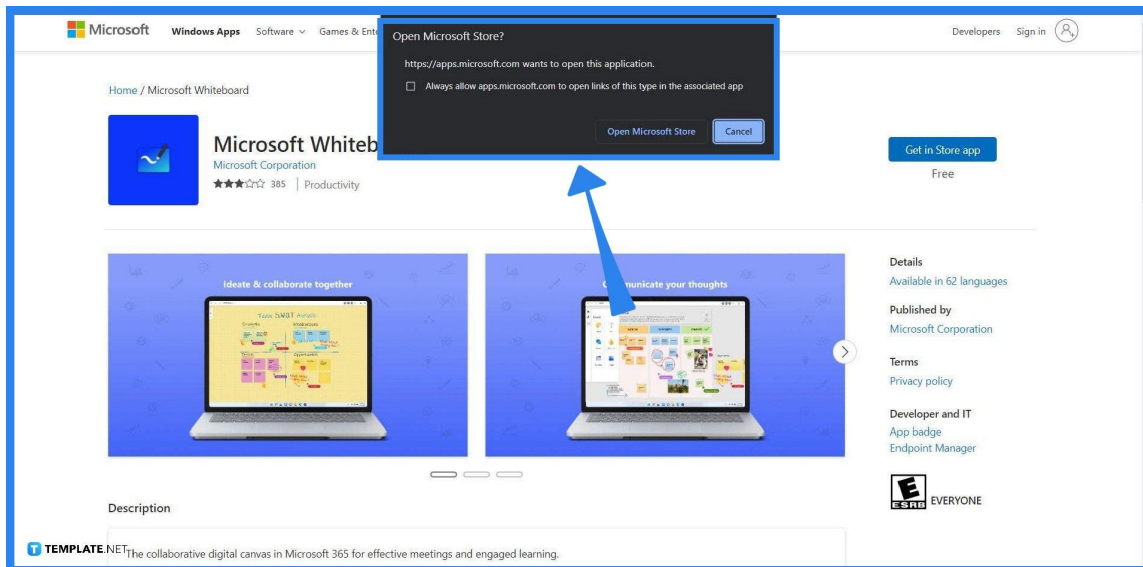 Microsoft Windows Apps Software Games & Ente Developers Sign in
Open Microsoft Store?
https://apps.microsoft.com wants to open this application.
Always allow apps.microsoft.com to open links of this type in the associated app
Open Microsoft Store Cancel
Home / Microsoft Whiteboard
Microsoft Whiteb
Microsoft Corporation
385 | Productivity
Get in Store app
Free
Ideate & collaborate together
Team SWOT Analysis
municate your thoughts
Details
Available in 62 languages
Published by
Microsoft Corporation
Terms
Privacy policy
Developer and IT
App badge
Endpoint Manager
E
ESRB
EVERYONE
Description
The collaborative digital canvas in Microsoft 365 for effective meetings and engaged learning.
T TEMPLATE.NET